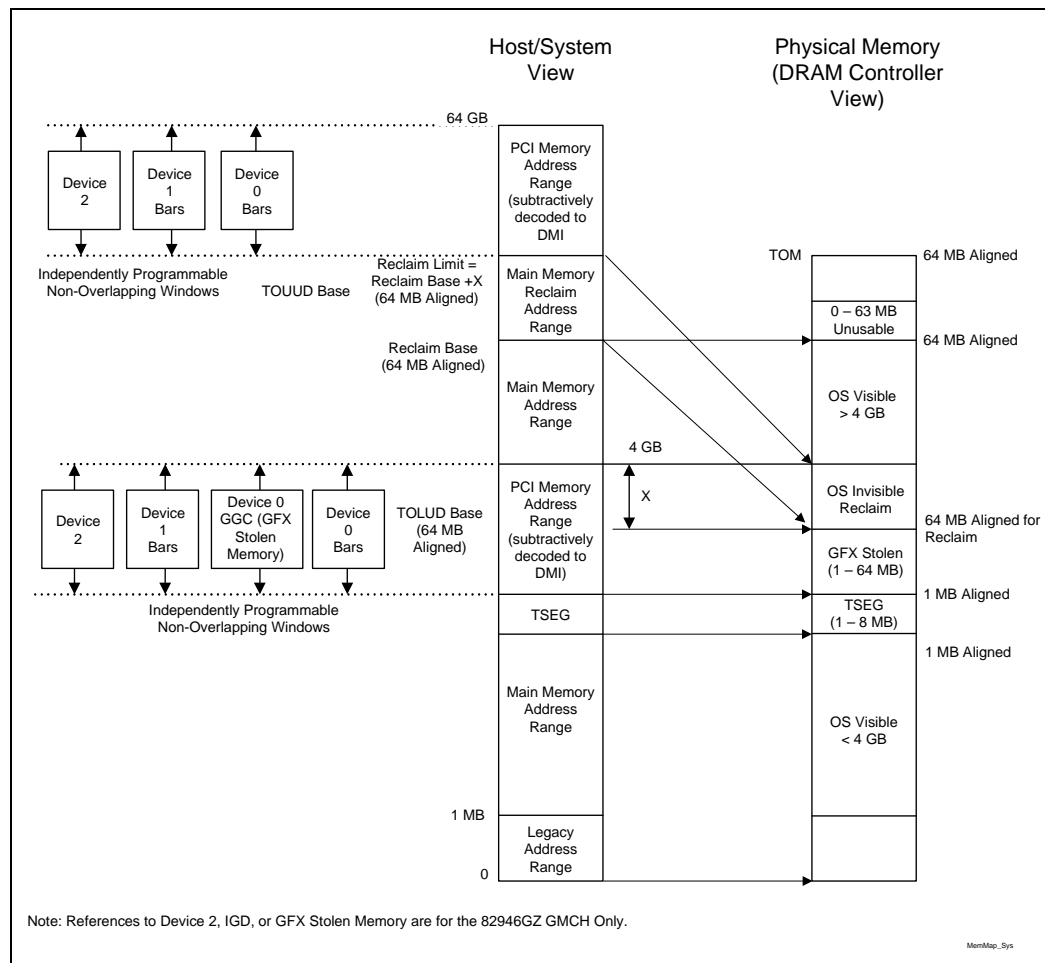 Host/System
View
Physical Memory
(DRAM Controller
View)
64 GB
Device
2
Device
1
Bars
Device
0
Bars
PCI Memory
Address
Range
(subtractively
decoded to
DMI
Independently Programmable
Non-Overlapping Windows
TOUUD Base
Reclaim Limit =
Reclaim Base +X
(64 MB Aligned)
Main Memory
Reclaim
Address
Range
TOM
64 MB Aligned
0 – 63 MB
Unusable
64 MB Aligned
Reclaim Base
(64 MB Aligned)
Main Memory
Address
Range
OS Visible
> 4 GB
4 GB
X
Device
2
Device
1
Bars
Device 0
GGC (GFX
Stolen
Memory)
Device
0
Bars
TOLUD Base
(64 MB
Aligned)
PCI Memory
Address
Range
(subtractively
decoded to
DMI)
OS Invisible
Reclaim
64 MB Aligned for
Reclaim
GFX Stolen
(1 – 64 MB)
1 MB Aligned
Independently Programmable
Non-Overlapping Windows
TSEG
TSEG
(1 – 8 MB)
1 MB Aligned
Main Memory
Address
Range
OS Visible
< 4 GB
1 MB
Legacy
Address
Range
0
Note: References to Device 2, IGD, or GFX Stolen Memory are for the 82946GZ GMCH Only.
MemMap_Sys